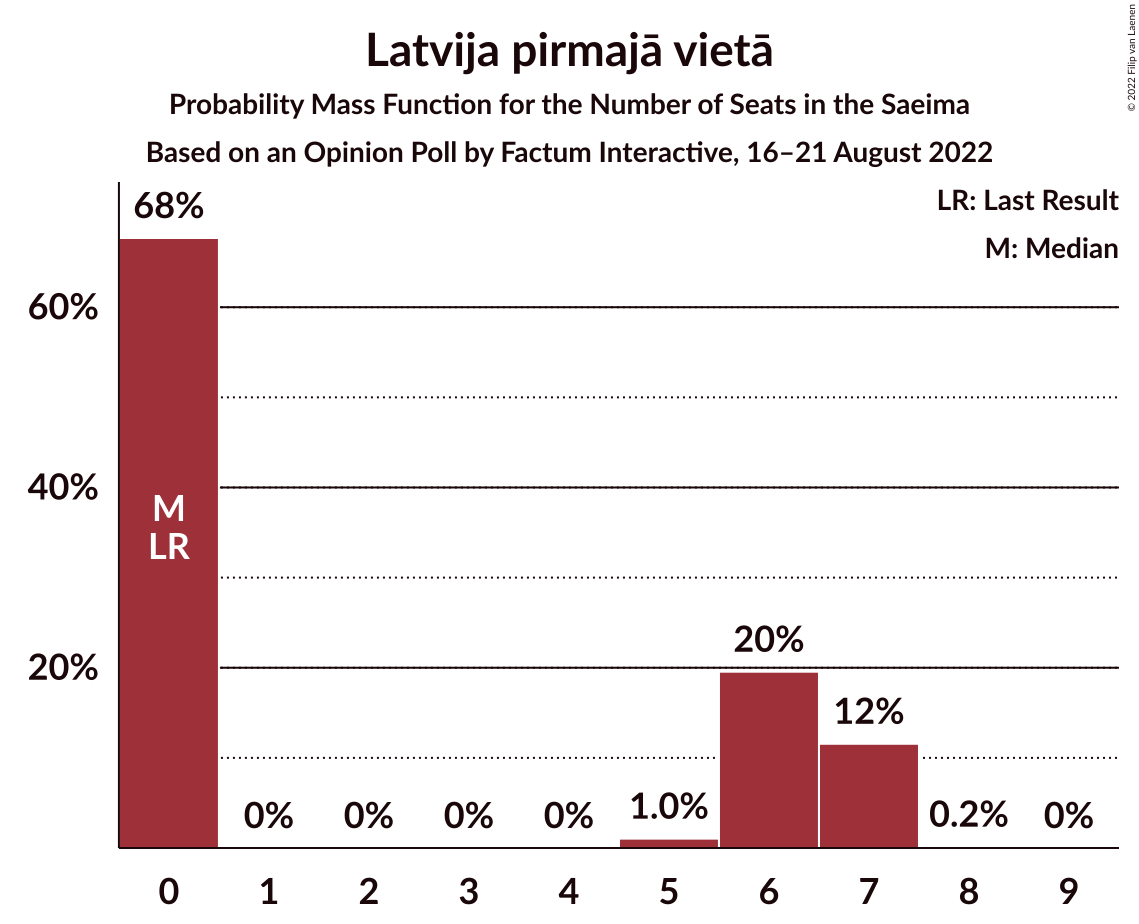 Latvija pirmajā vietā
Probability Mass Function for the Number of Seats in the Saeima
Based on an Opinion Poll by Factum Interactive, 16–21 August 2022
© 2022 Filip van Laenen
LR: Last Result
M: Median
68%
60%
40%
20%
M
LR
0%
0%
0%
0%
1.0%
20%
12%
0.2%
0%
0
1
2
3
4
5
6
7
8
9